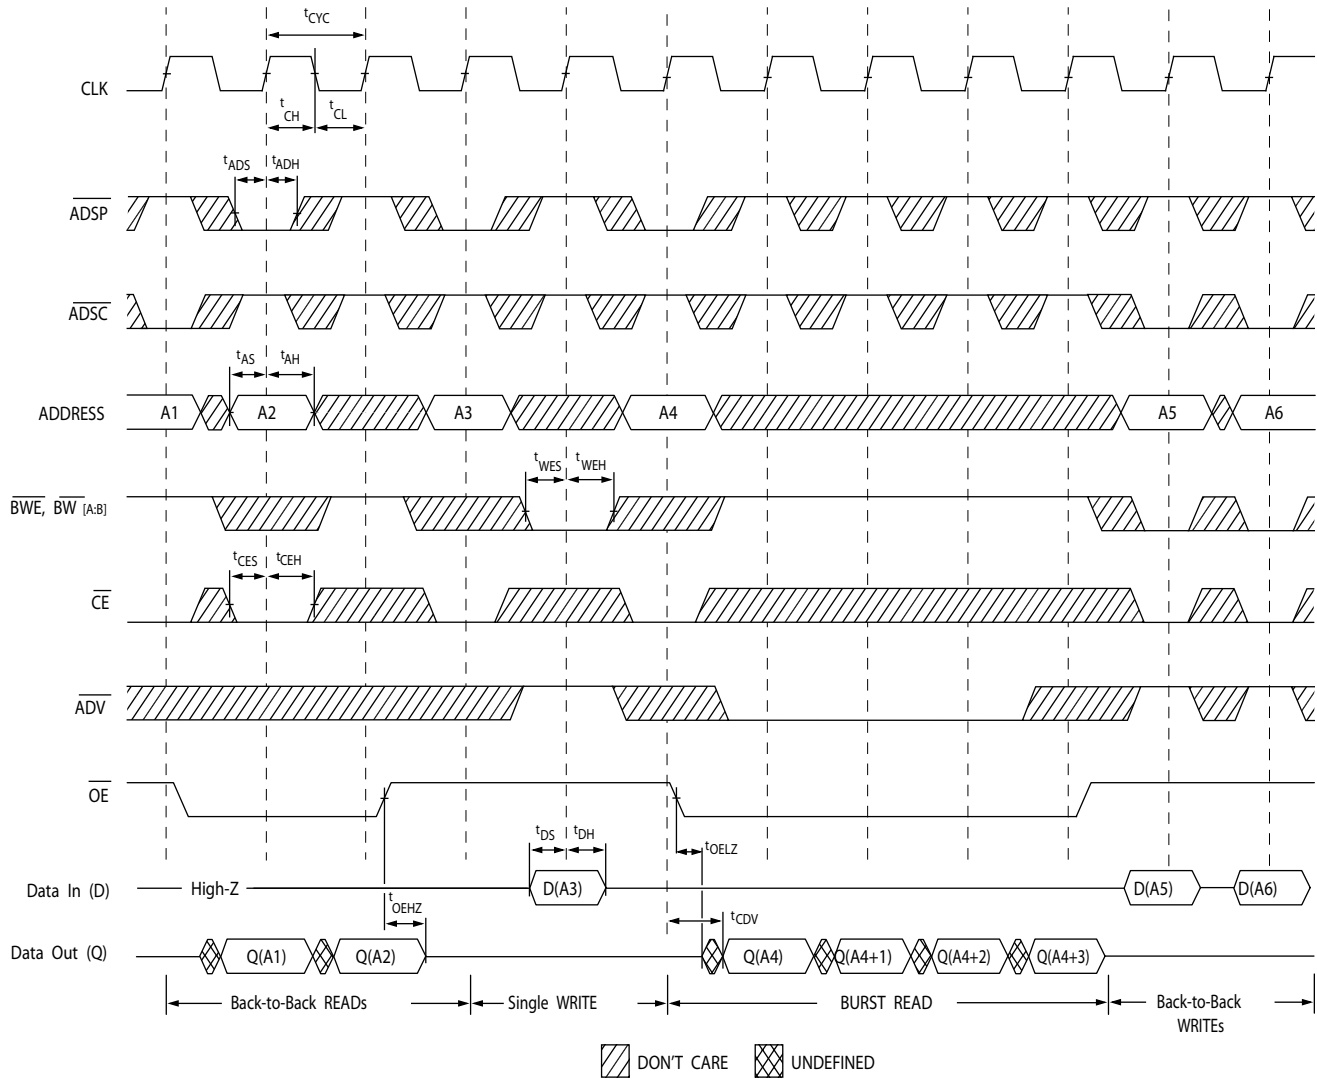 tCYC
CLK
tCH
tCL
tADS
tADH
ADSP
ADSC
tAS
tAH
ADDRESS
A1
A2
A3
A4
A5
A6
tWES
tWEH
BWE, BW [A:B]
tCES
tCEH
CE
ADV
OE
tDS
tDH
tOELZ
Data In (D)
High-Z
D(A3)
D(A5)
D(A6)
tOEHZ
tCDV
Data Out (Q)
Q(A1)
Q(A2)
Q(A4)
Q(A4+1)
Q(A4+2)
Q(A4+3)
Back-to-Back READs
Single WRITE
BURST READ
Back-to-Back
WRITEs
DON'T CARE
UNDEFINED